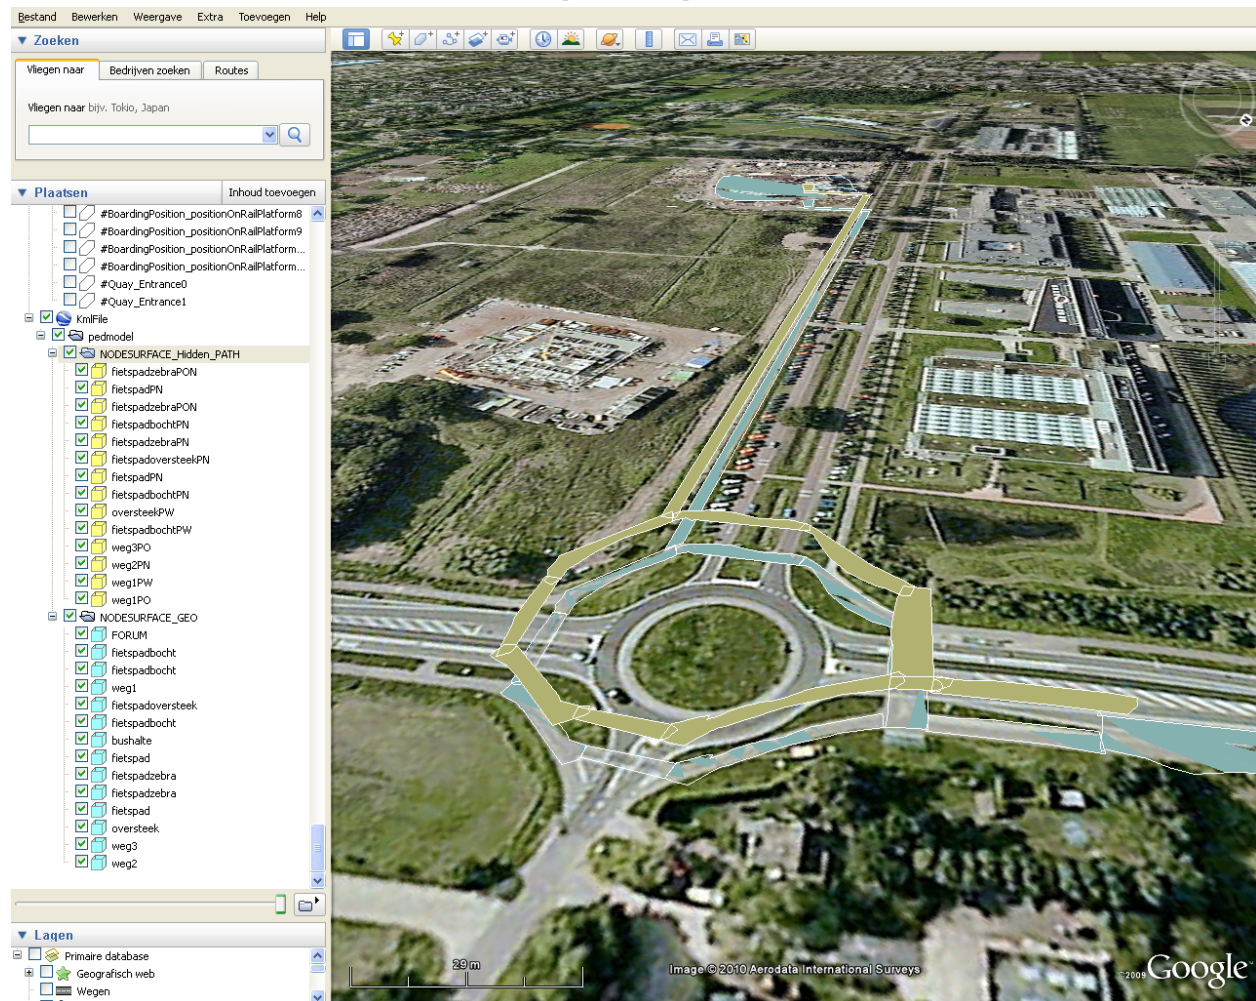 Bestand Bewerken Weergave Extra Toevoegen Help
Zoeken
Vliegen naar Bedrijven zoeken Routes
Vliegen naar bijv. Tokio, Japan
Plaatsen Inhoud toevoegen
#BoardingPosition_positionOnRailPlatform8
#BoardingPosition_positionOnRailPlatform9
#BoardingPosition_positionOnRailPlatform...
#BoardingPosition_positionOnRailPlatform...
#Quay_Entrance0
#Quay_Entrance1
KmlFile
pedmodel
NODESURFACE_Hidden_PATH
fietspadzebraPON
fietspadPN
fietspadzebraPON
fietspadbochtPN
fietspadzebraPN
fietspadoversteekPN
fietspadPN
fietspadbochtPN
oversteekPW
fietspadbochtPW
weg3PO
weg2PN
weg1PW
weg1PO
NODESURFACE_GEO
FORUM
fietspadbocht
fietspadbocht
weg1
fietspadoversteek
fietspadbocht
bushalte
fietspad
fietspadzebra
fietspadzebra
fietspad
oversteek
weg3
weg2
Lagen
Primaire database
Geografisch web
Wegen
29 m
Image © 2010 Aerodata International Surveys
©2009 Google
N